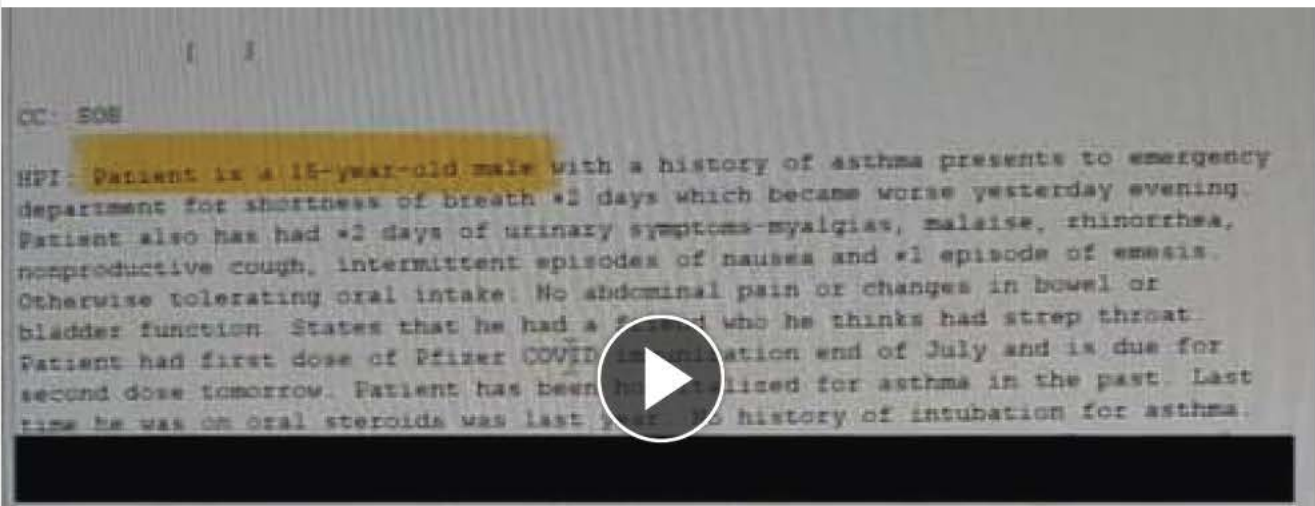 CC: SOB
HPI: Patient is a 15-year-old male with a history of asthma presents to emergency
department for shortness of breath *2 days which became worse yesterday evening.
Patient also has had *2 days of urinary symptoms-myalgias, malaise, rhinorrhea,
nonproductive cough, intermittent episodes of nausea and *1 episode of emesis.
Otherwise tolerating oral intake. No abdominal pain or changes in bowel or
bladder function. States that he had a friend who he thinks had strep throat.
Patient had first dose of Pfizer COVID immunization end of July and is due for
second dose tomorrow. Patient has been hospitalized for asthma in the past. Last
time he was on oral steroids was last year. No history of intubation for asthma.